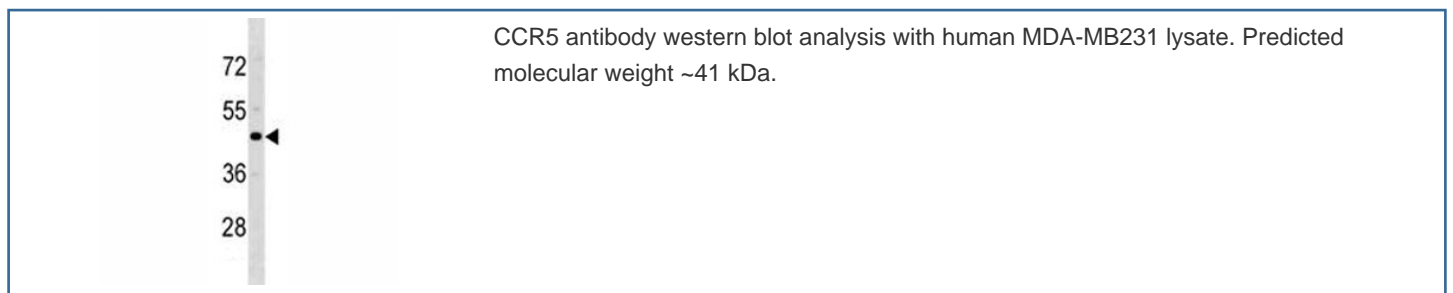 CCR5 antibody western blot analysis with human MDA-MB231 lysate. Predicted
molecular weight ~41 kDa.
72
55
36
28